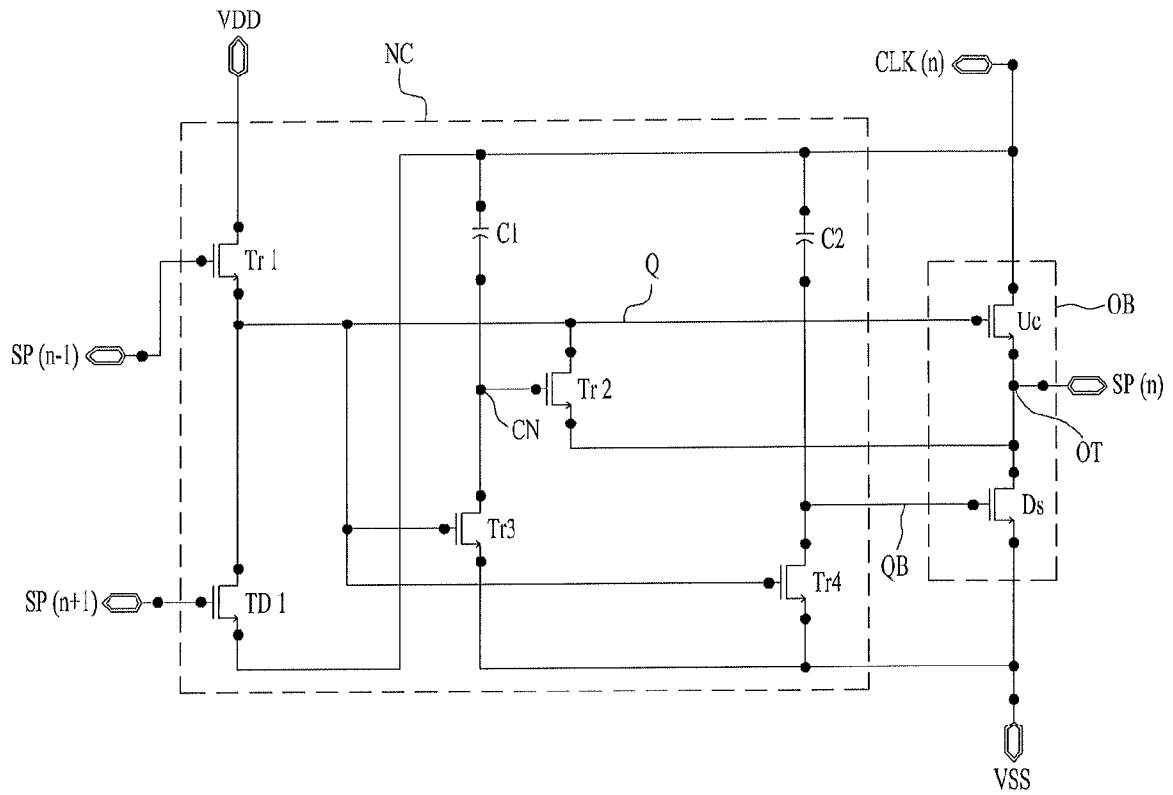 VDD
NC
CLK (n)
C1
C2
Tr 1
Q
OB
Uc
SP (n-1)
Tr 2
SP (n)
CN
OT
Ds
Tr3
QB
Tr4
SP (n+1)
TD 1
VSS